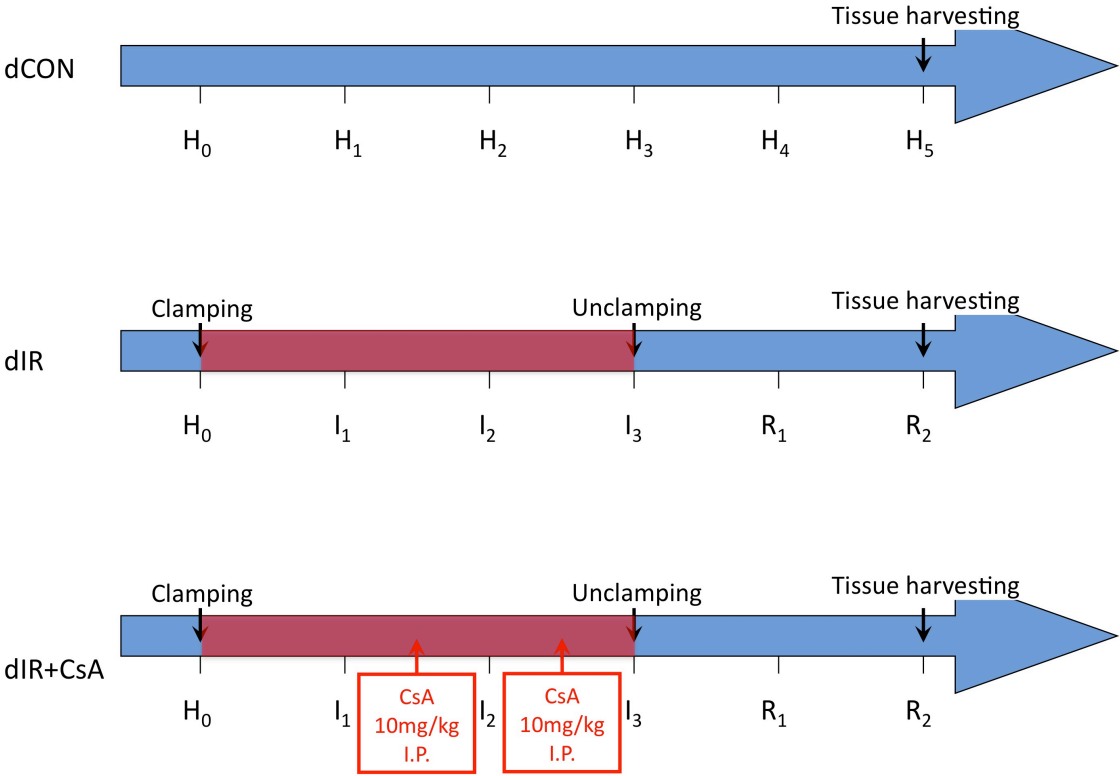 Tissue harvesting
dCON
H₀ H₁ H₂ H₃ H₄ H₅
Clamping Unclamping Tissue harvesting
dIR
H₀ I₁ I₂ I₃ R₁ R₂
Clamping Unclamping Tissue harvesting
dIR+CsA
H₀ I₁ I₂ I₃ R₁ R₂
CsA
10mg/kg
I.P.
CsA
10mg/kg
I.P.